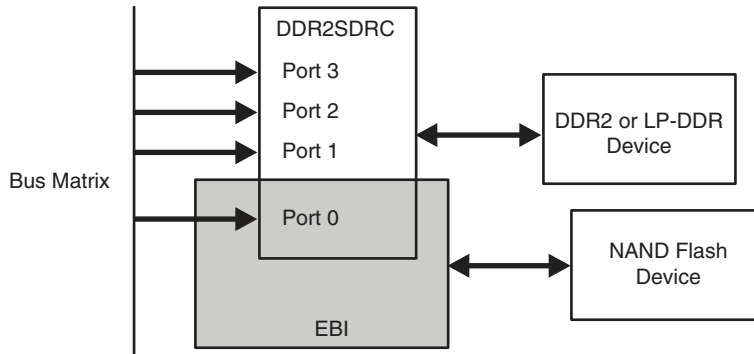 DDR2SDRC
Port 3
Port 2
Port 1
Bus Matrix
Port 0
EBI
DDR2 or LP-DDR
Device
NAND Flash
Device